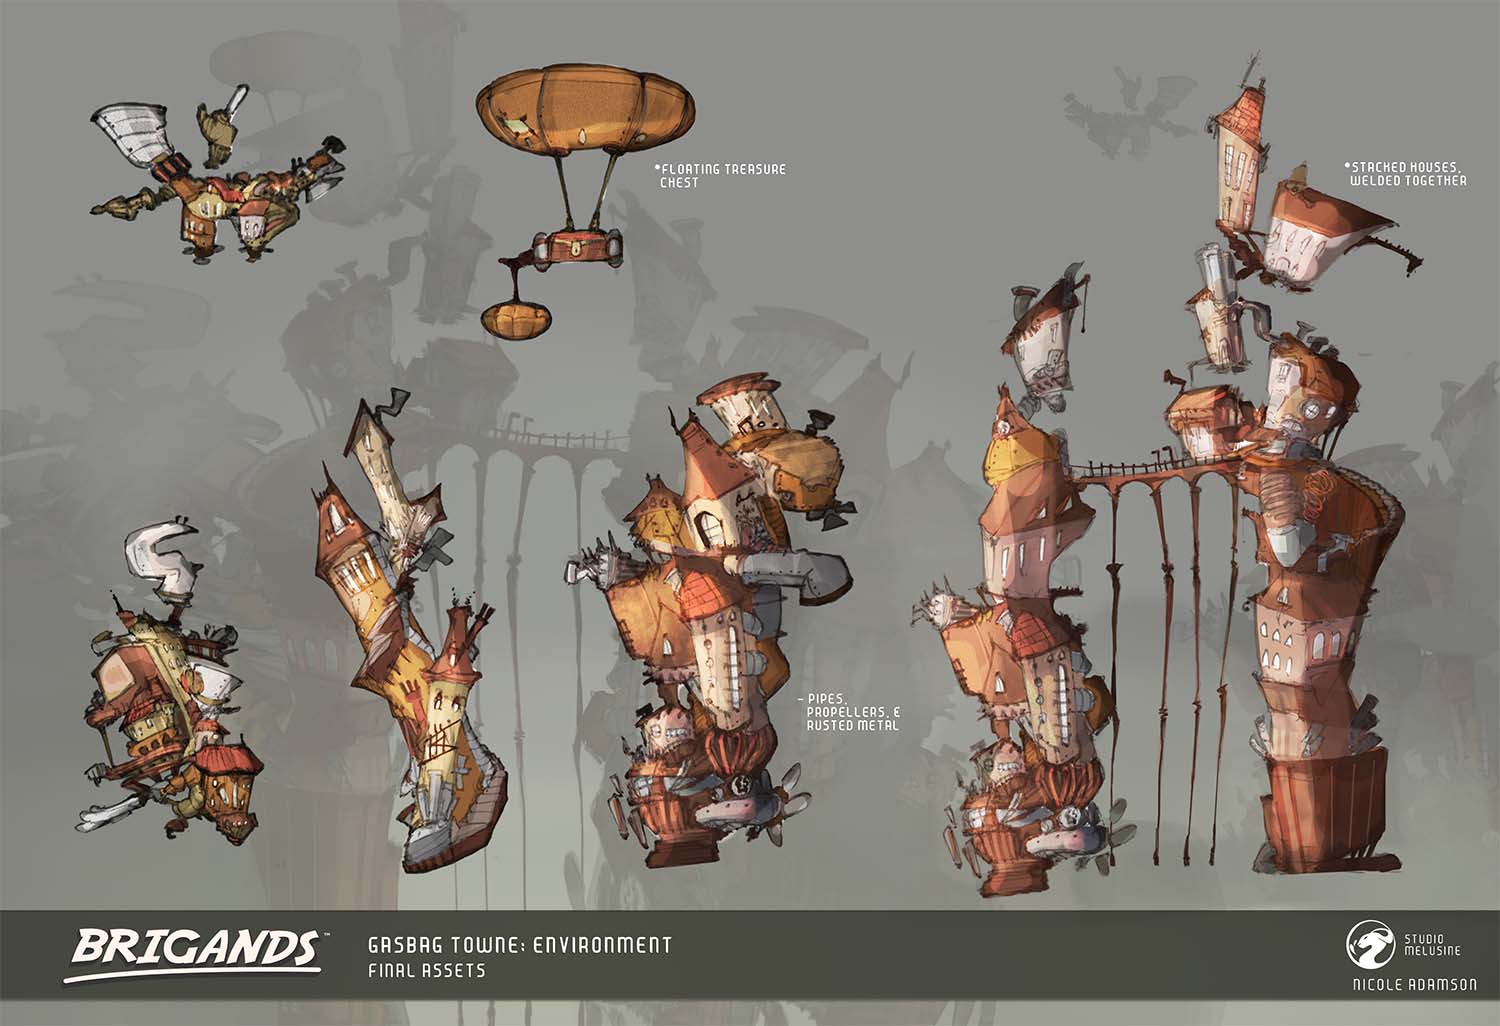 *FLOATING TREASURE
CHEST
*STACKED HOUSES,
WELDED TOGETHER
- PIPES,
PROPELLERS, &
RUSTED METAL
BRIGANDS™
GASBAG TOWNE: ENVIRONMENT
FINAL ASSETS
STUDIO
MELUSINE
NICOLE ADAMSON